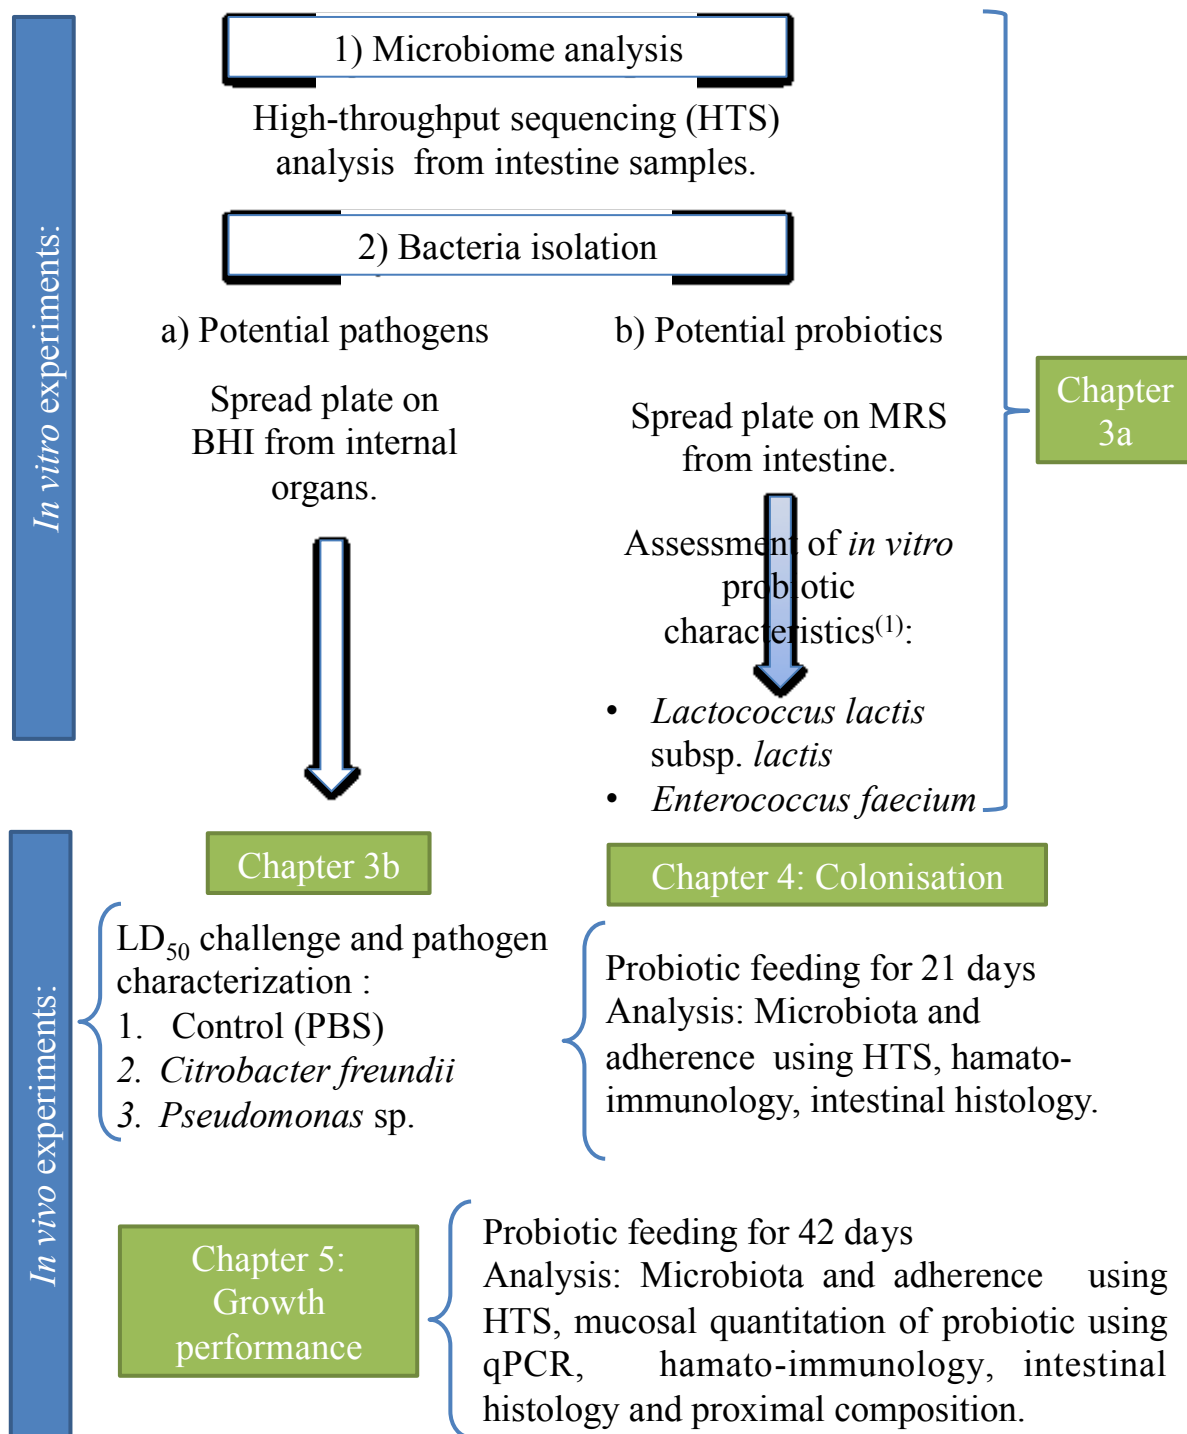 In vitro experiments:
1) Microbiome analysis
High-throughput sequencing (HTS)
analysis from intestine samples.
2) Bacteria isolation
a) Potential pathogens
Spread plate on
BHI from internal
organs.
b) Potential probiotics
Spread plate on MRS
from intestine.
Assessment of in vitro
probiotic
characteristics(1):
• Lactococcus lactis
subsp. lactis
• Enterococcus faecium
Chapter
3a
In vivo experiments:
Chapter 3b
LD50 challenge and pathogen
characterization :
1. Control (PBS)
2. Citrobacter freundii
3. Pseudomonas sp.
Chapter 4: Colonisation
Probiotic feeding for 21 days
Analysis: Microbiota and
adherence using HTS, hamato-
immunology, intestinal histology.
Chapter 5:
Growth
performance
Probiotic feeding for 42 days
Analysis: Microbiota and adherence using
HTS, mucosal quantitation of probiotic using
qPCR, hamato-immunology, intestinal
histology and proximal composition.